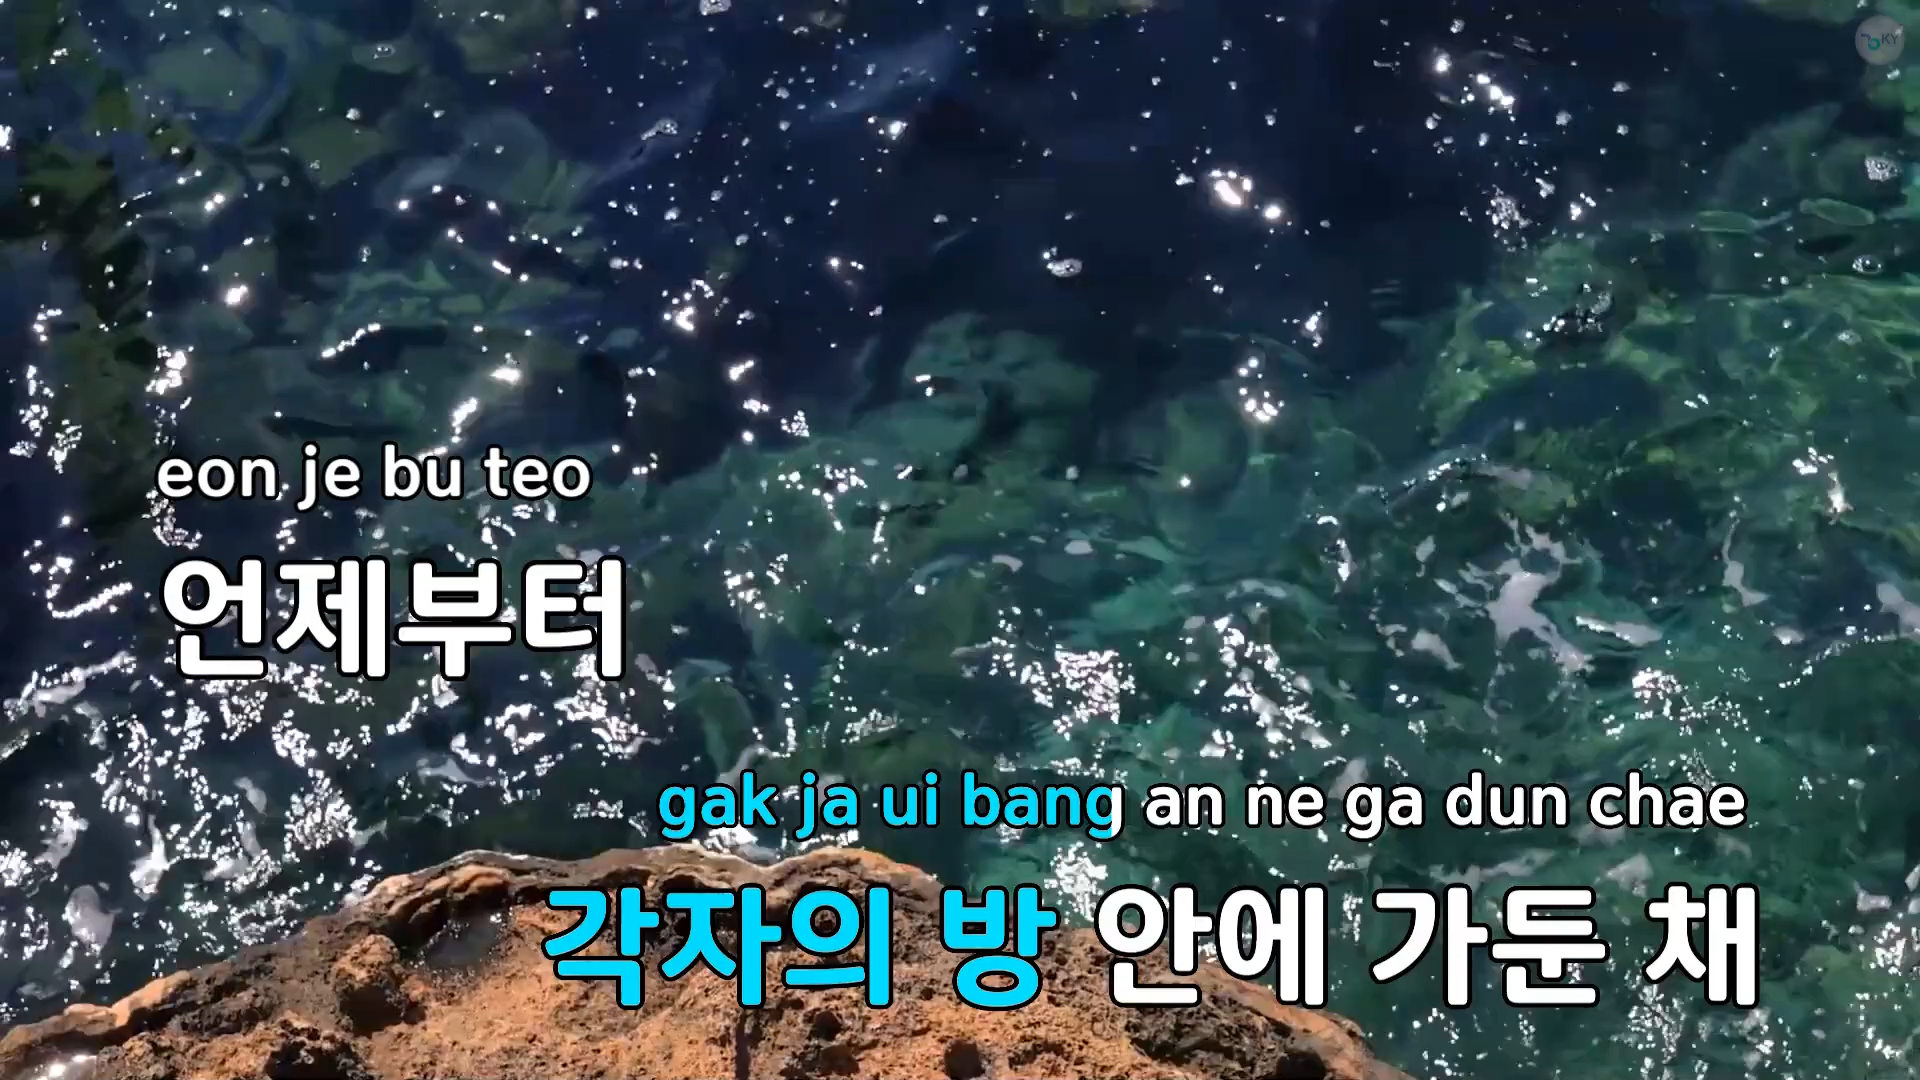 KY
eon je bu teo
언제부터
gak ja ui bang an ne ga dun chae
각자의 방 안에 가둔 채